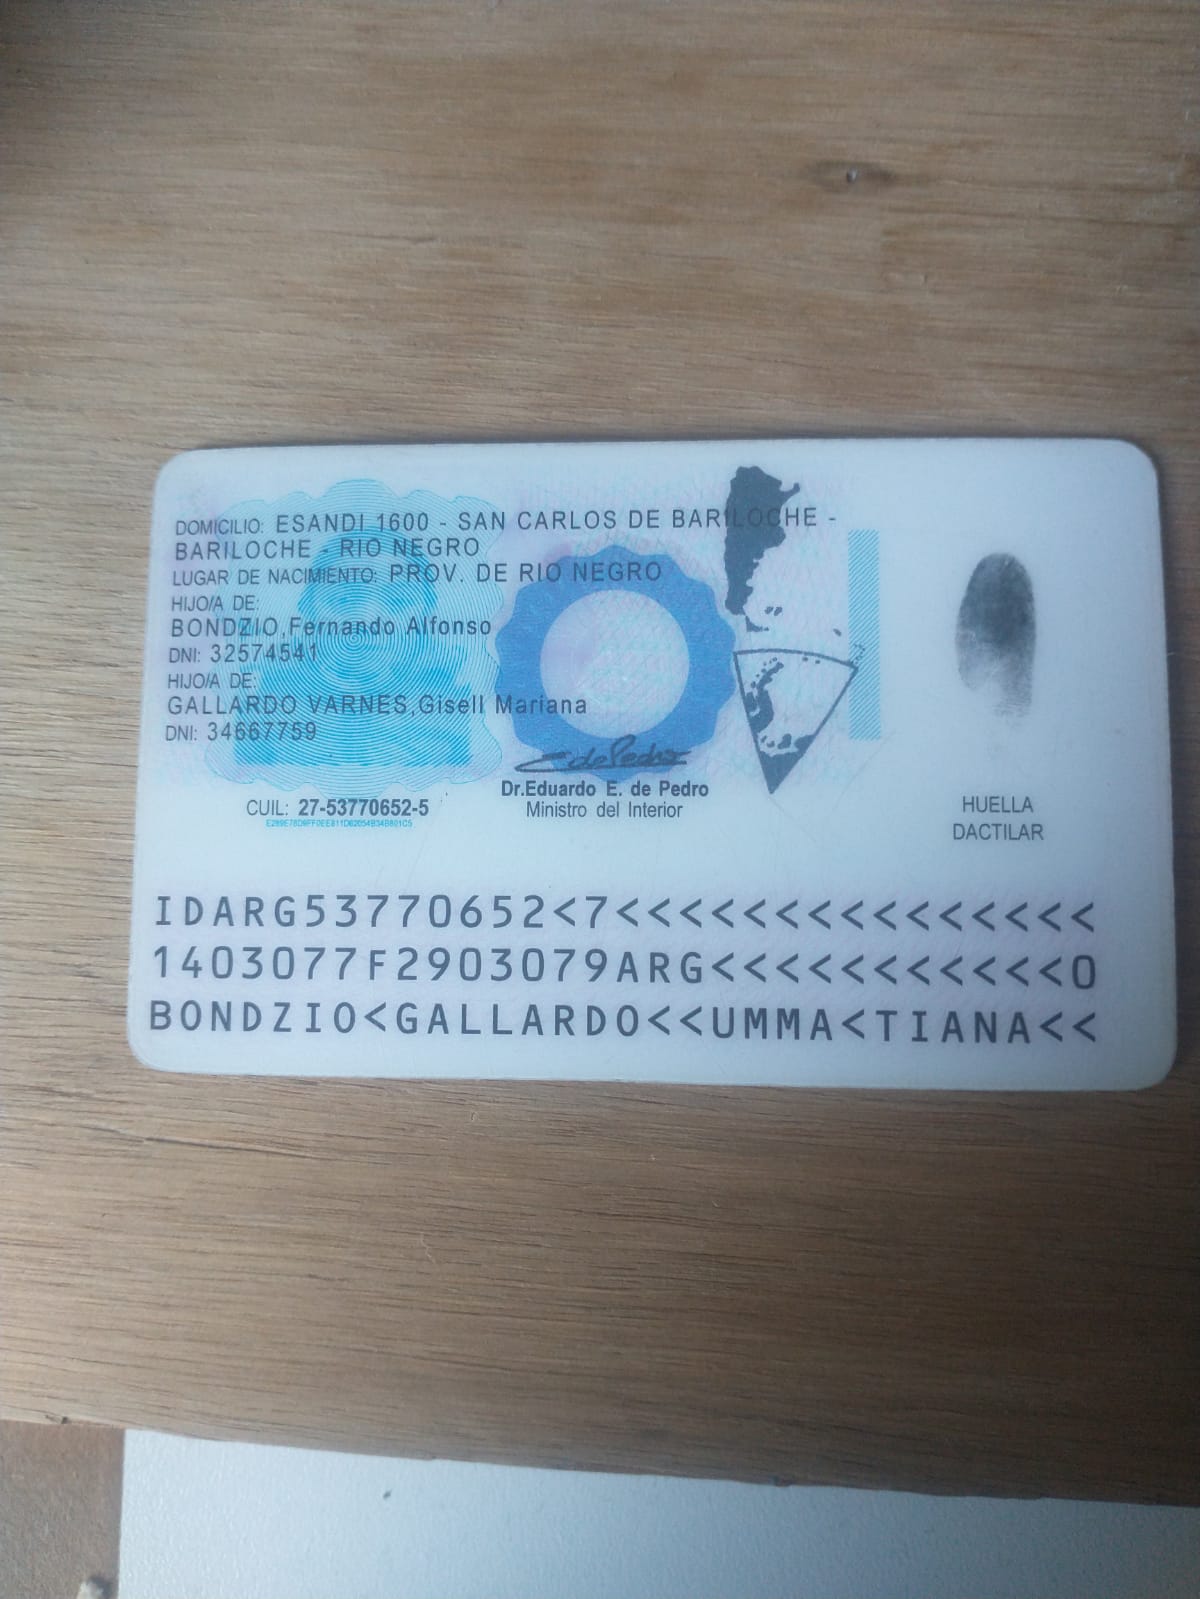 DOMICILIO: ESANDI 1600 - SAN CARLOS DE BARILOCHE -
BARILOCHE - RIO NEGRO
LUGAR DE NACIMIENTO: PROV. DE RIO NEGRO
HIJO/A DE:
BONDZIO,Fernando Alfonso
DNI: 32574541
HIJO/A DE:
GALLARDO VARNES,Gisell Mariana
DNI: 34667759
Dr.Eduardo E. de Pedro
Ministro del Interior
CUIL: 27-53770652-5
HUELLA
DACTILAR
IDARG53770652<7<<<<<<<<<<<<<<<
1403077F2903079ARG<<<<<<<<<<<0
BONDZIO<GALLARDO<<UMMA<TIANA<<